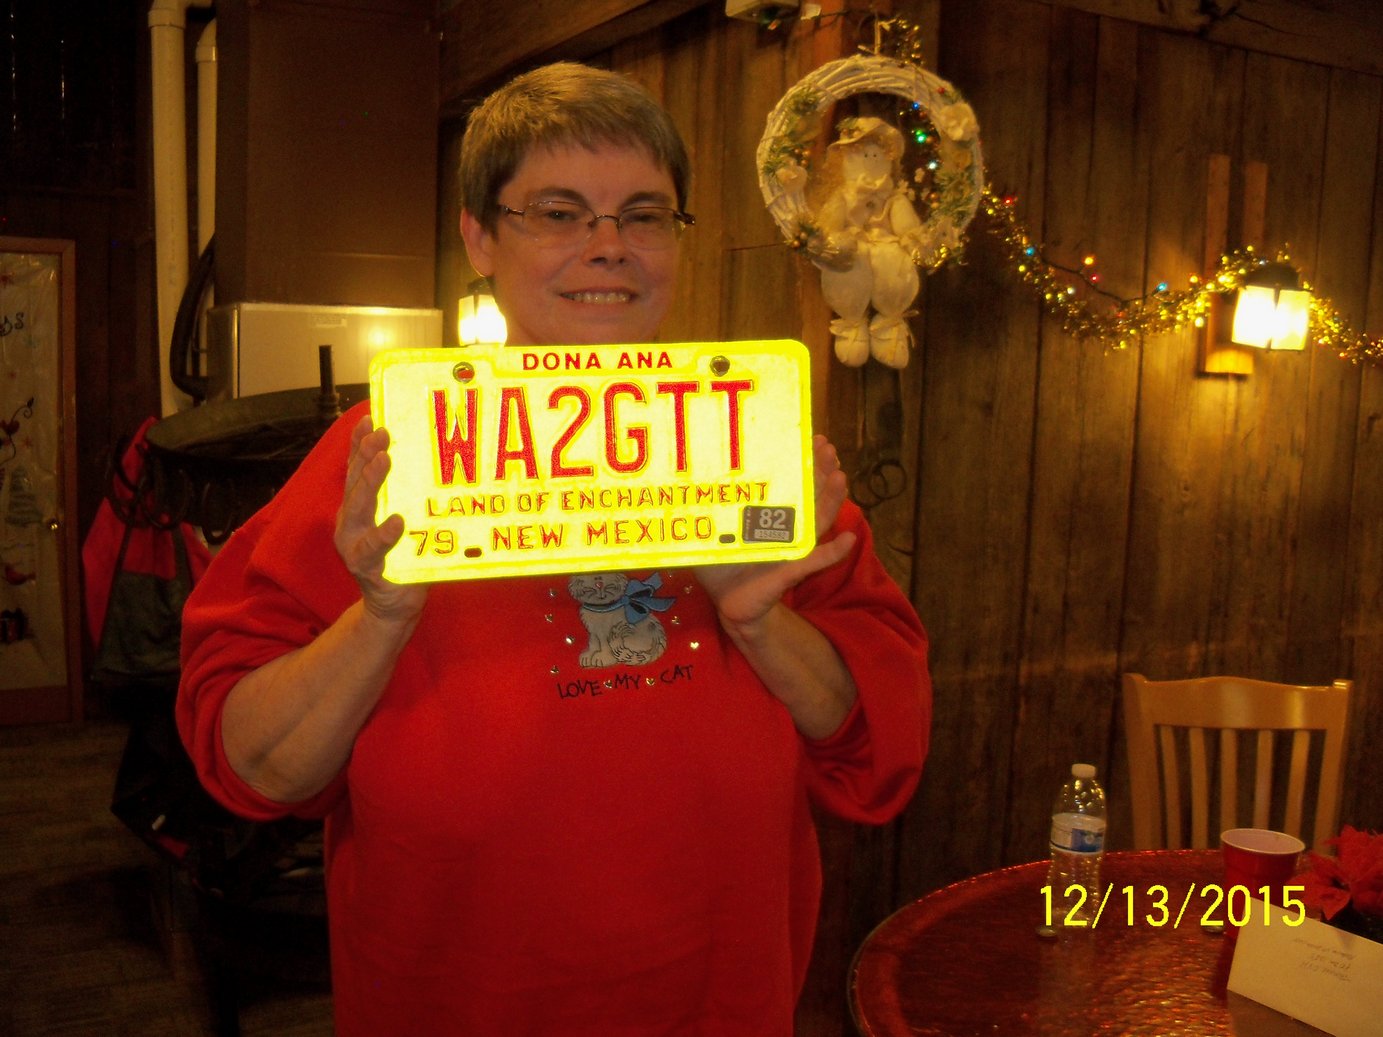 DONA ANA
WA2GTT
LAND OF ENCHANTMENT
79 NEW MEXICO
82
LOVE MY CAT
12/13/2015